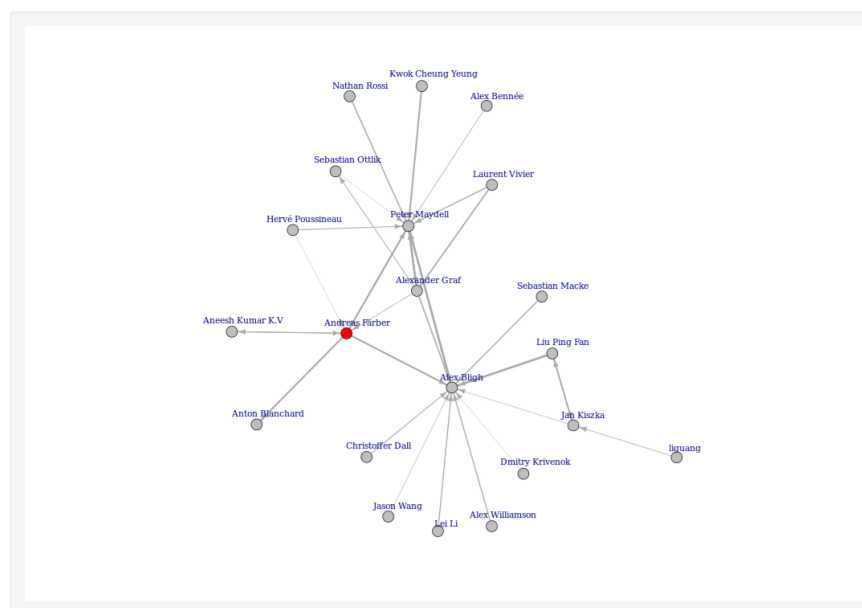 Kwok Cheung Yeung
Nathan Rossi
Alex Bennée
Sebastian Ottlik
Laurent Vivier
Peter Maydell
Hervé Poussineau
Alexander Graf
Sebastian Macke
Aneesh Kumar K.V
Andreas Färber
Liu Ping Fan
Alex Bligh
Anton Blanchard
Jan Kiszka
Christoffer Dall
liguang
Dmitry Krivenok
Jason Wang
Alex Williamson
Lei Li